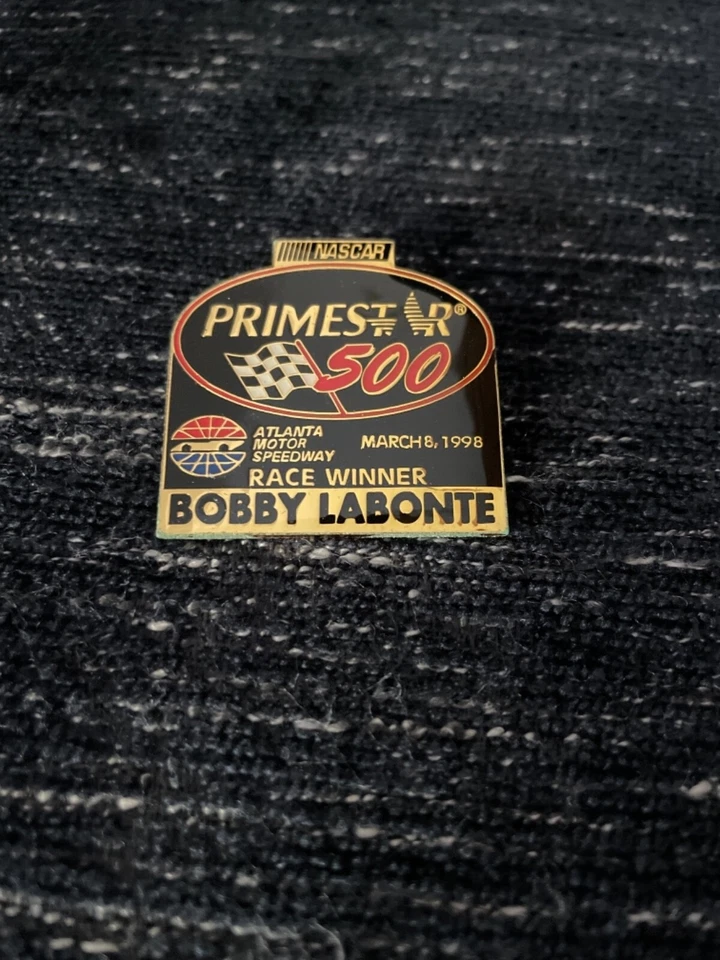 NASCAR
PRIMESTAR®
500
ATLANTA
MOTOR
SPEEDWAY
MARCH 8, 1998
RACE WINNER
BOBBY LABONTE